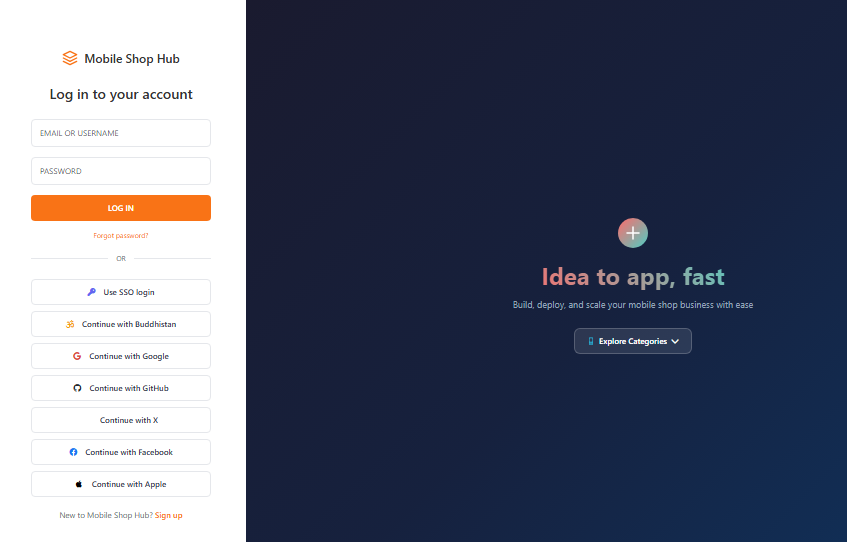 Mobile Shop Hub
Log in to your account
EMAIL OR USERNAME
PASSWORD
LOG IN
Forgot password?
OR
Use SSO login
ॐ Continue with Buddhistan
Continue with Google
Continue with GitHub
Continue with X
Continue with Facebook
Continue with Apple
New to Mobile Shop Hub? Sign up
Idea to app, fast
Build, deploy, and scale your mobile shop business with ease
Explore Categories